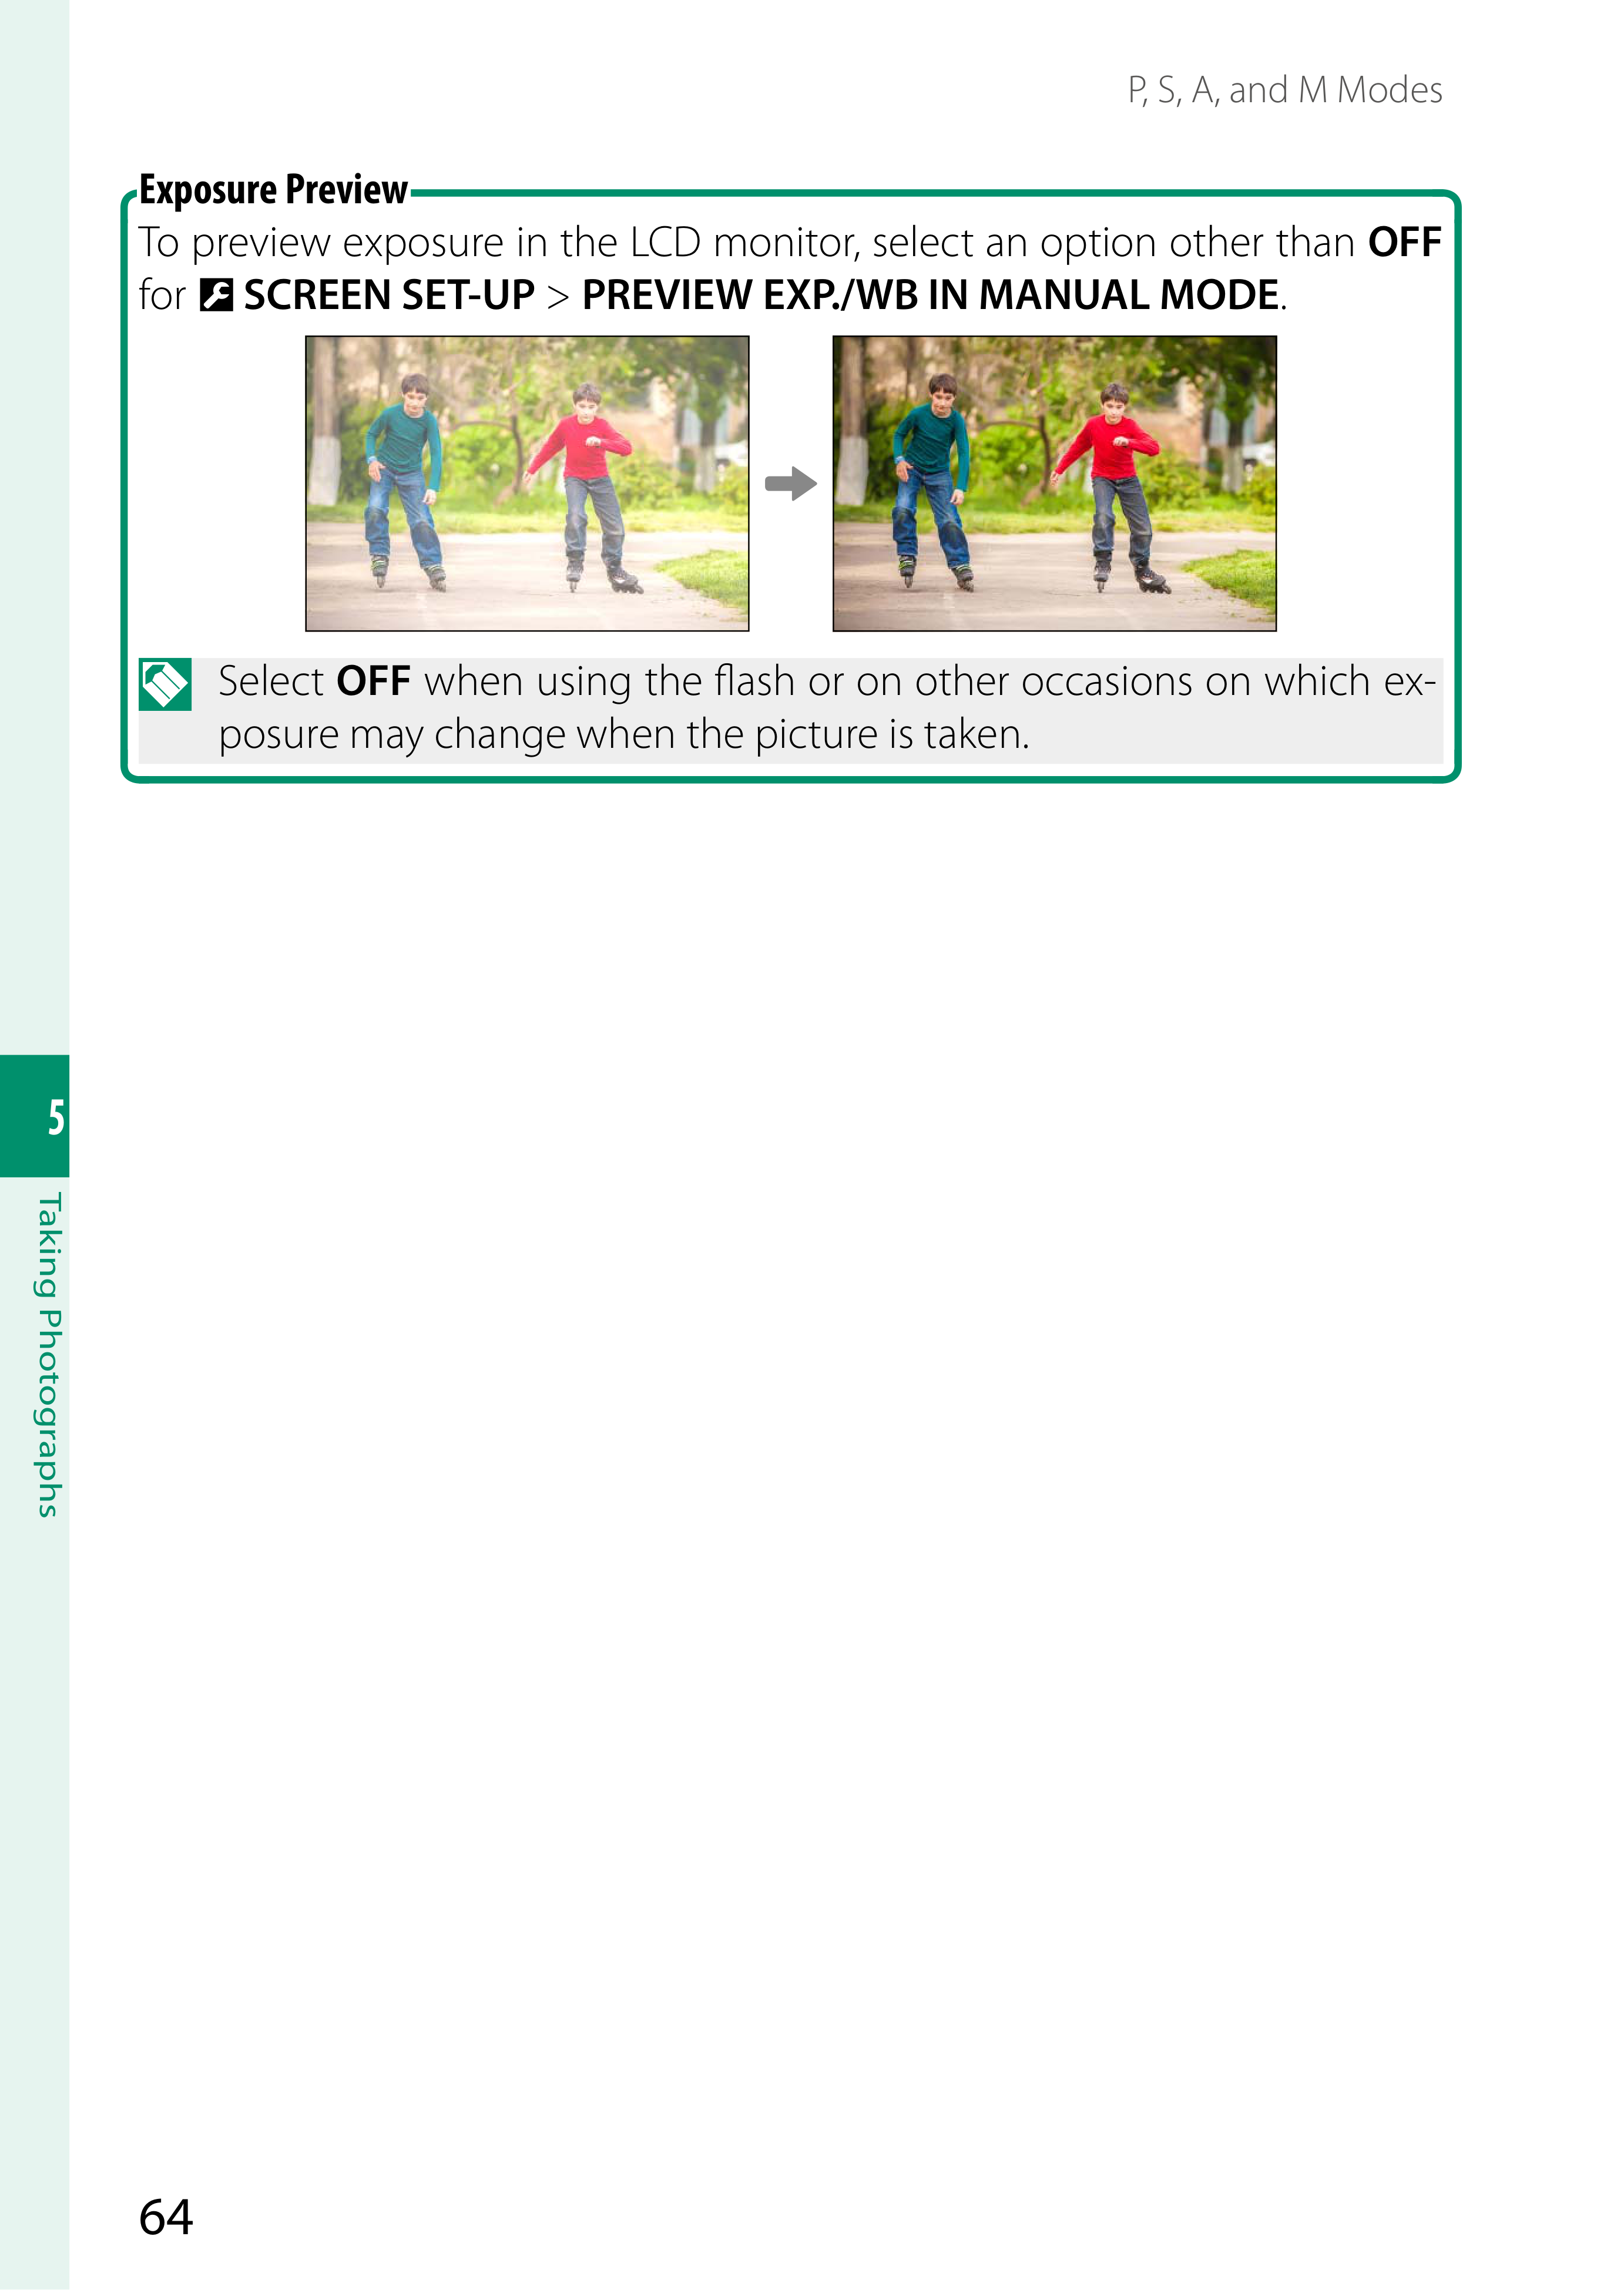 P, S, A, and M Modes
Exposure Preview
To preview exposure in the LCD monitor, select an option other than OFF
for SCREEN SET-UP > PREVIEW EXP./WB IN MANUAL MODE.
Select OFF when using the flash or on other occasions on which ex-
posure may change when the picture is taken.
5
Taking Photographs
64